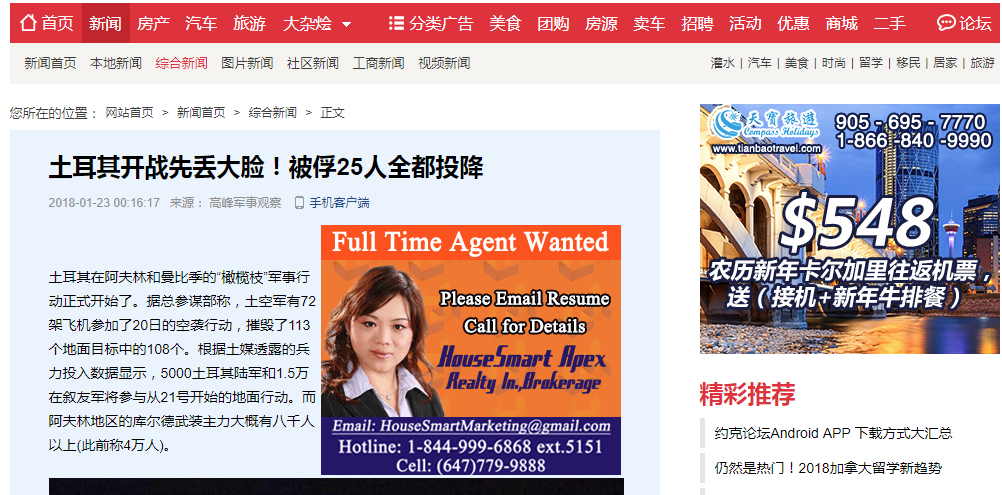 首页 新闻 房产 汽车 旅游 大杂烩 分类广告 美食 团购 房源 卖车 招聘 活动 优惠 商城 二手 论坛
新闻首页 本地新闻 综合新闻 图片新闻 社区新闻 工商新闻 视频新闻 灌水 | 汽车 | 美食 | 时尚 | 留学 | 移民 | 居家 | 旅游
您所在的位置： 网站首页 > 新闻首页 > 综合新闻 > 正文
土耳其开战先丢大脸！被俘25人全都投降
2018-01-23 00:16:17 来源： 高峰军事观察 手机客户端
土耳其在阿夫林和曼比季的“橄榄枝”军事行
动正式开始了。据总参谋部称，土空军有72
架飞机参加了20日的空袭行动，摧毁了113
个地面目标中的108个。根据土媒透露的兵
力投入数据显示，5000土耳其陆军和1.5万
在叙友军将参与从21号开始的地面行动。而
阿夫林地区的库尔德武装主力大概有八千人
以上(此前称4万人)。
Full Time Agent Wanted
Please Email Resume
Call for Details
HouseSmart Apex
Realty In.,Brokerage
Email: HouseSmartMarketing@gmail.com
Hotline: 1-844-999-6868 ext.5151
Cell: (647)779-9888
天寶旅遊
Compass Holidays
www.tianbaotravel.com
905 - 695 - 7770
1-866 -840 -9990
$548
农历新年卡尔加里往返机票，
送（接机+新年牛排餐）
精彩推荐
约克论坛Android APP 下载方式大汇总
仍然是热门！2018加拿大留学新趋势